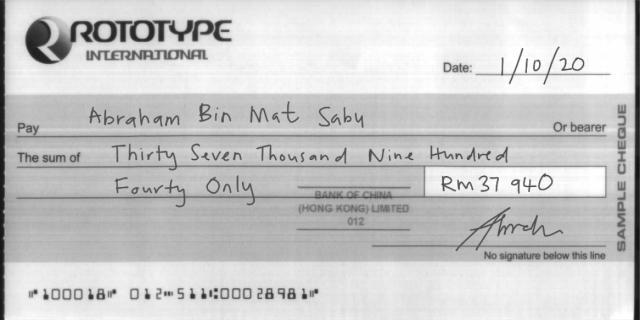 ROTOTYPE
INTERNATIONAL
Date: 1/10/20
Pay Abraham Bin Mat Saby Or bearer
The sum of Thirty Seven Thousand Nine Hundred
Fourty Only RM 37 940
BANK OF CHINA
(HONG KONG) LIMITED
012
No signature below this line
SAMPLE CHEQUE
⑈100018⑈ 012⑉511⑆00028981⑈